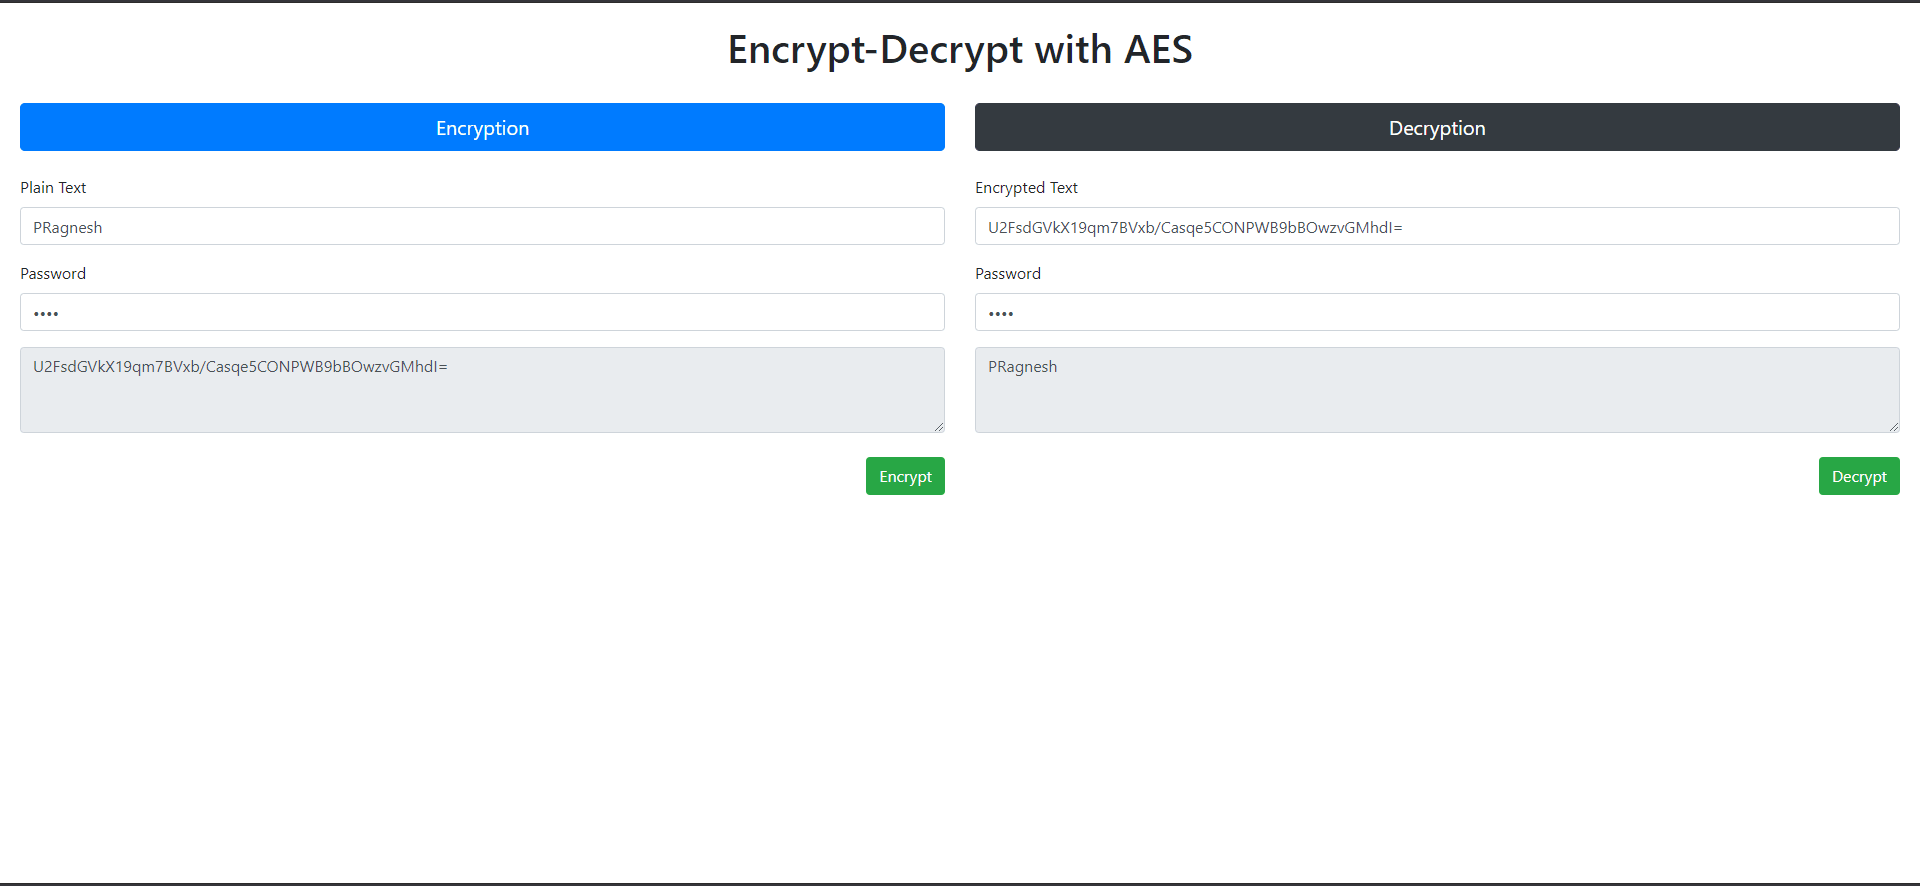 Encrypt-Decrypt with AES
Encryption
Plain Text
PRagnesh
Password
••••
U2FsdGVkX19qm7BVxb/Casqe5CONPWB9bBOwzvGMhdI=
Encrypt
Decryption
Encrypted Text
U2FsdGVkX19qm7BVxb/Casqe5CONPWB9bBOwzvGMhdI=
Password
••••
PRagnesh
Decrypt